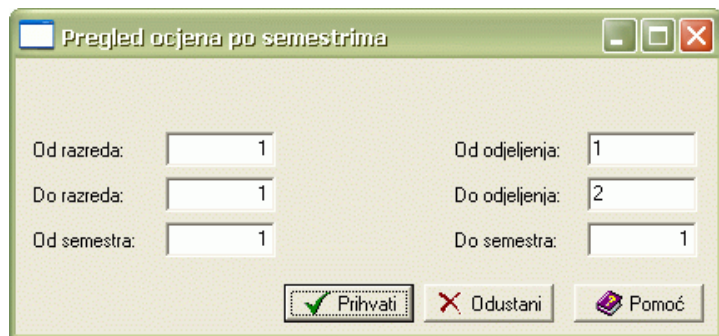 Pregled ocjena po semestrima
Od razreda: 1 Od odjeljenja: 1
Do razreda: 1 Do odjeljenja: 2
Od semestra: 1 Do semestra: 1
Prihvati Odustani Pomoć